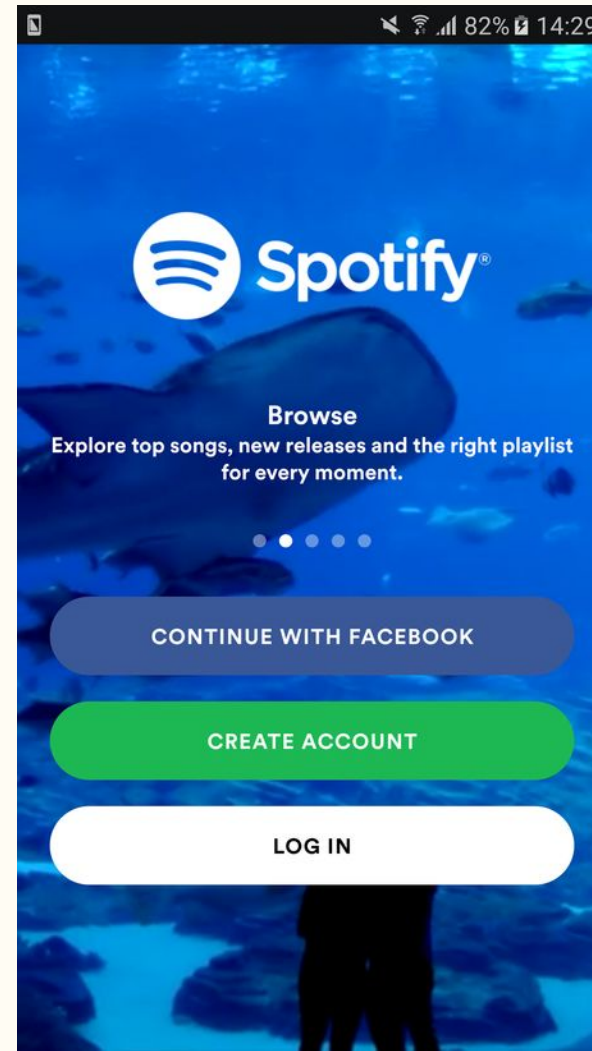 82% 14:29
Spotify®
Browse
Explore top songs, new releases and the right playlist
for every moment.
CONTINUE WITH FACEBOOK
CREATE ACCOUNT
LOG IN